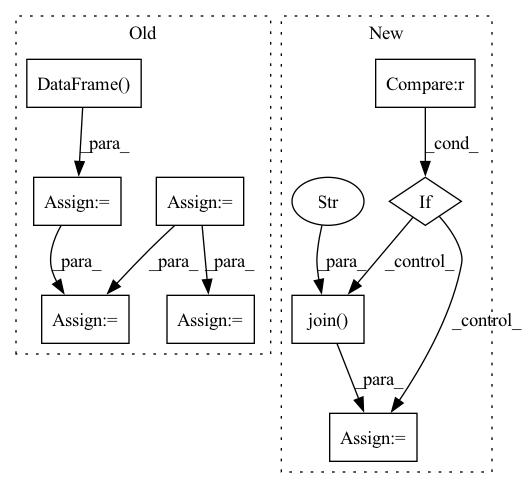 Old
New
DataFrame()
Compare:r
_para_
_cond_
Assign:=
Assign:=
Str
If
_para_
_para_
_para_
_para_
_control_
Assign:=
Assign:=
join()
_control_
_para_
Assign:=